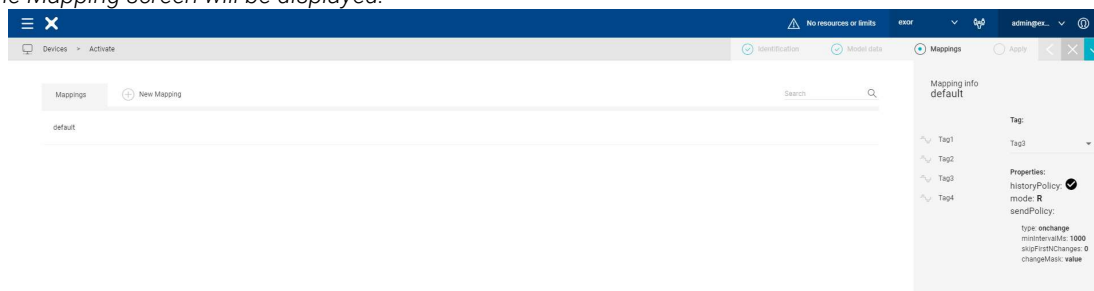 he Mapping screen will be displayed.
No resources or limits
exor
admin@ex...
Devices > Activate
Identification
Model data
Mappings
Apply
Mappings
New Mapping
Search
default
Mapping info
default
Tag1
Tag2
Tag3
Tag4
Tag:
Tag3
Properties:
historyPolicy:
mode: R
sendPolicy:
type: onchange
minIntervalMs: 1000
skipFirstNChanges: 0
changeMask: value